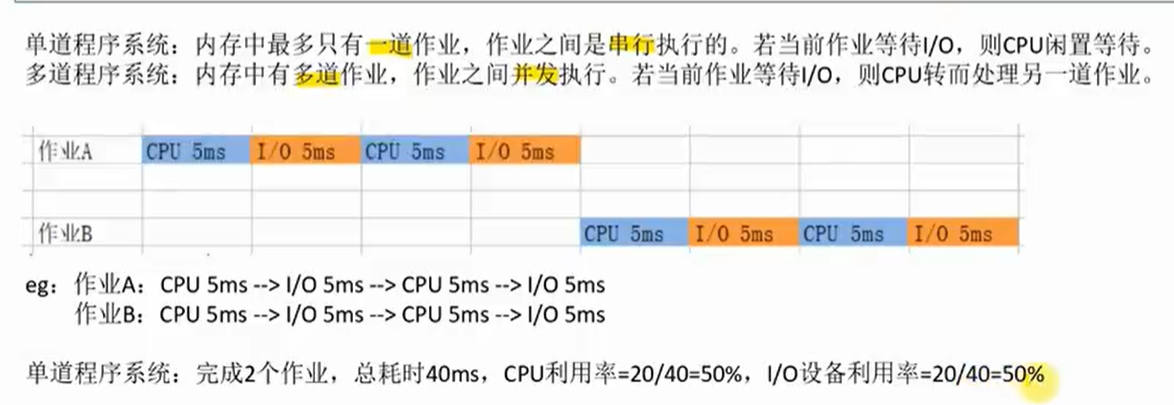 单道程序系统：内存中最多只有一道作业，作业之间是串行执行的。若当前作业等待I/O，则CPU闲置等待。
多道程序系统：内存中有多道作业，作业之间并发执行。若当前作业等待I/O，则CPU转而处理另一道作业。
作业A CPU 5ms I/O 5ms CPU 5ms I/O 5ms
作业B CPU 5ms I/O 5ms CPU 5ms I/O 5ms
eg：作业A：CPU 5ms --> I/O 5ms --> CPU 5ms --> I/O 5ms
作业B：CPU 5ms --> I/O 5ms --> CPU 5ms --> I/O 5ms
单道程序系统：完成2个作业，总耗时40ms，CPU利用率=20/40=50%，I/O设备利用率=20/40=50%